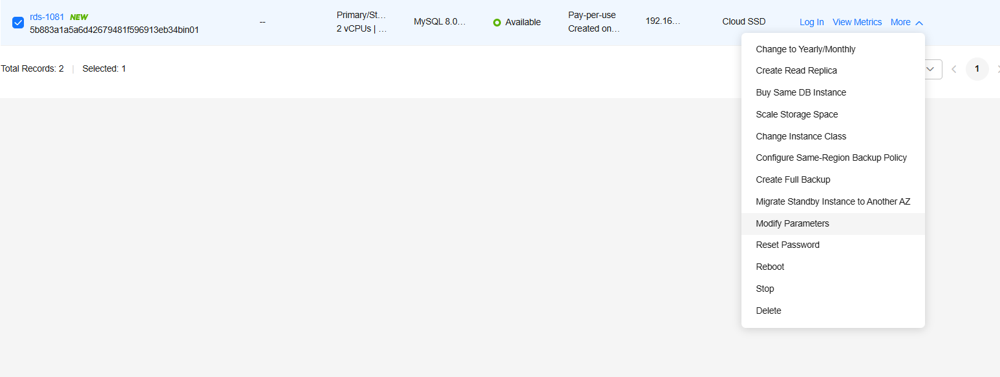 rds-1081 NEW
5b883a1a5a6d42679481f596913eb34bin01
--
Primary/St...
2 vCPUs | ...
MySQL 8.0...
Available
Pay-per-use
Created on...
192.16...
Cloud SSD
Log In View Metrics More
Total Records: 2 | Selected: 1
1
Change to Yearly/Monthly
Create Read Replica
Buy Same DB Instance
Scale Storage Space
Change Instance Class
Configure Same-Region Backup Policy
Create Full Backup
Migrate Standby Instance to Another AZ
Modify Parameters
Reset Password
Reboot
Stop
Delete